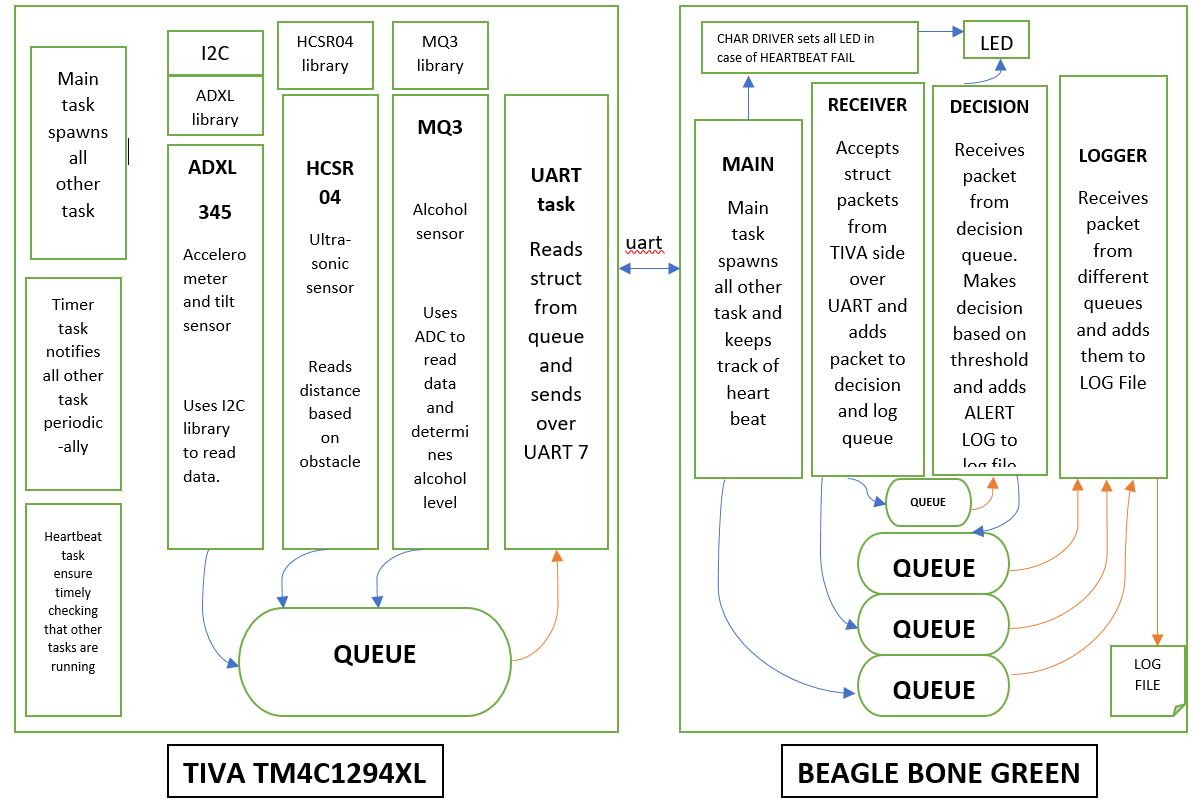 Main
task
spawns
all
other
task
Timer
task
notifies
all other
task
periodic
-ally
Heartbeat
task
ensure
timely
checking
that other
tasks are
running
I2C
ADXL
library
ADXL
345
Accelero
meter
and tilt
sensor
Uses I2C
library
to read
data.
HCSR04
library
HCSR
04
Ultra-
sonic
sensor
Reads
distance
based
on
obstacle
MQ3
library
MQ3
Alcohol
sensor
Uses
ADC to
read
data
and
determi
nes
alcohol
level
UART
task
Reads
struct
from
queue
and
sends
over
UART 7
QUEUE
TIVA TM4C1294XL
uart
CHAR DRIVER sets all LED in
case of HEARTBEAT FAIL
LED
MAIN
Main
task
spawns
all other
task and
keeps
track of
heart
beat
RECEIVER
Accepts
struct
packets
from
TIVA side
over
UART and
adds
packet to
decision
and log
queue
DECISION
Receives
packet
from
decision
queue.
Makes
decision
based on
threshold
and adds
ALERT
LOG to
log file
LOGGER
Receives
packet
from
different
queues
and adds
them to
LOG File
QUEUE
QUEUE
QUEUE
QUEUE
LOG
FILE
BEAGLE BONE GREEN